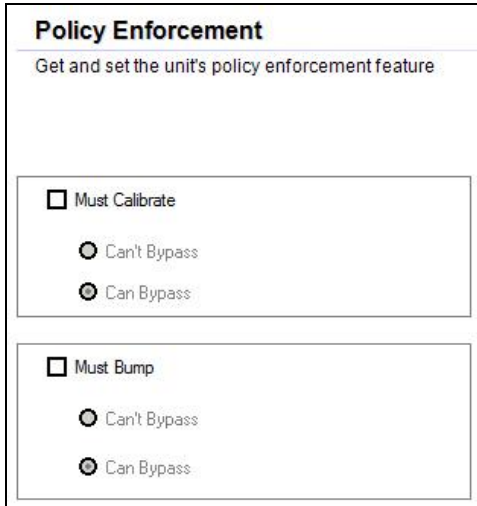 Policy Enforcement
Get and set the unit's policy enforcement feature
Must Calibrate
Can't Bypass
Can Bypass
Must Bump
Can't Bypass
Can Bypass